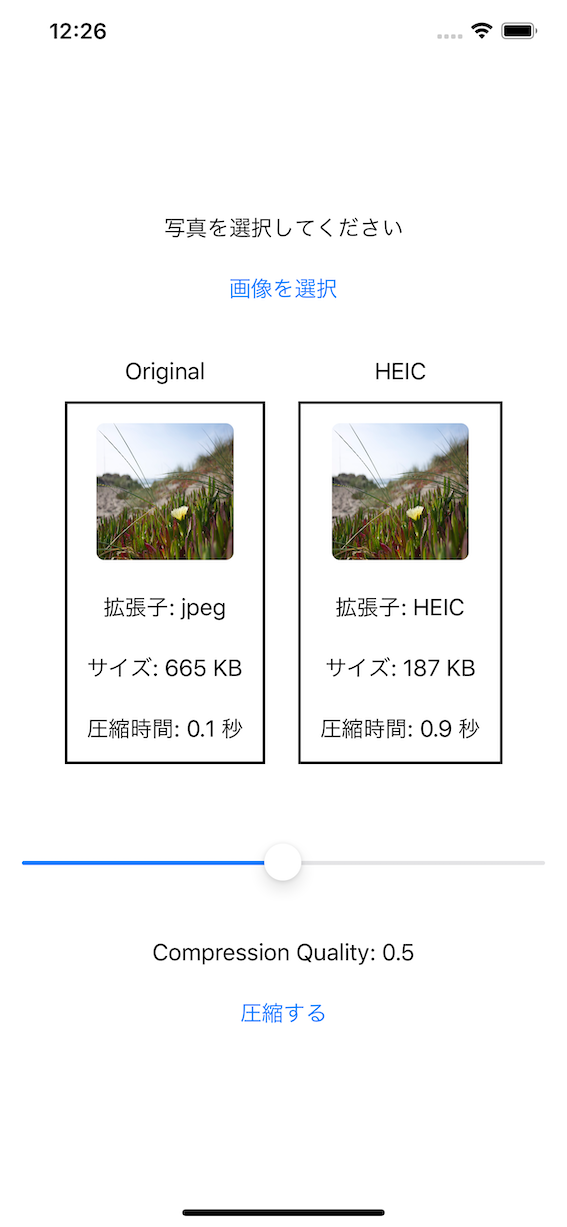 12:26
写真を選択してください
画像を選択
Original
HEIC
拡張子: jpeg
拡張子: HEIC
サイズ: 665 KB
サイズ: 187 KB
圧縮時間: 0.1 秒
圧縮時間: 0.9 秒
Compression Quality: 0.5
圧縮する